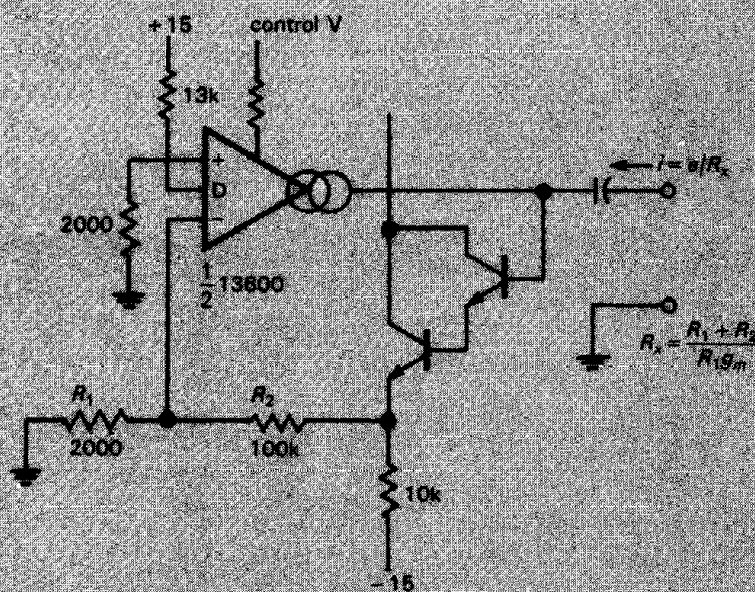 +15
control V
13k
+
D
−
2000
1/2 13600
i = e/Rx
Rx = R1 + R2 / R1gm
R1
2000
R2
100k
10k
−15